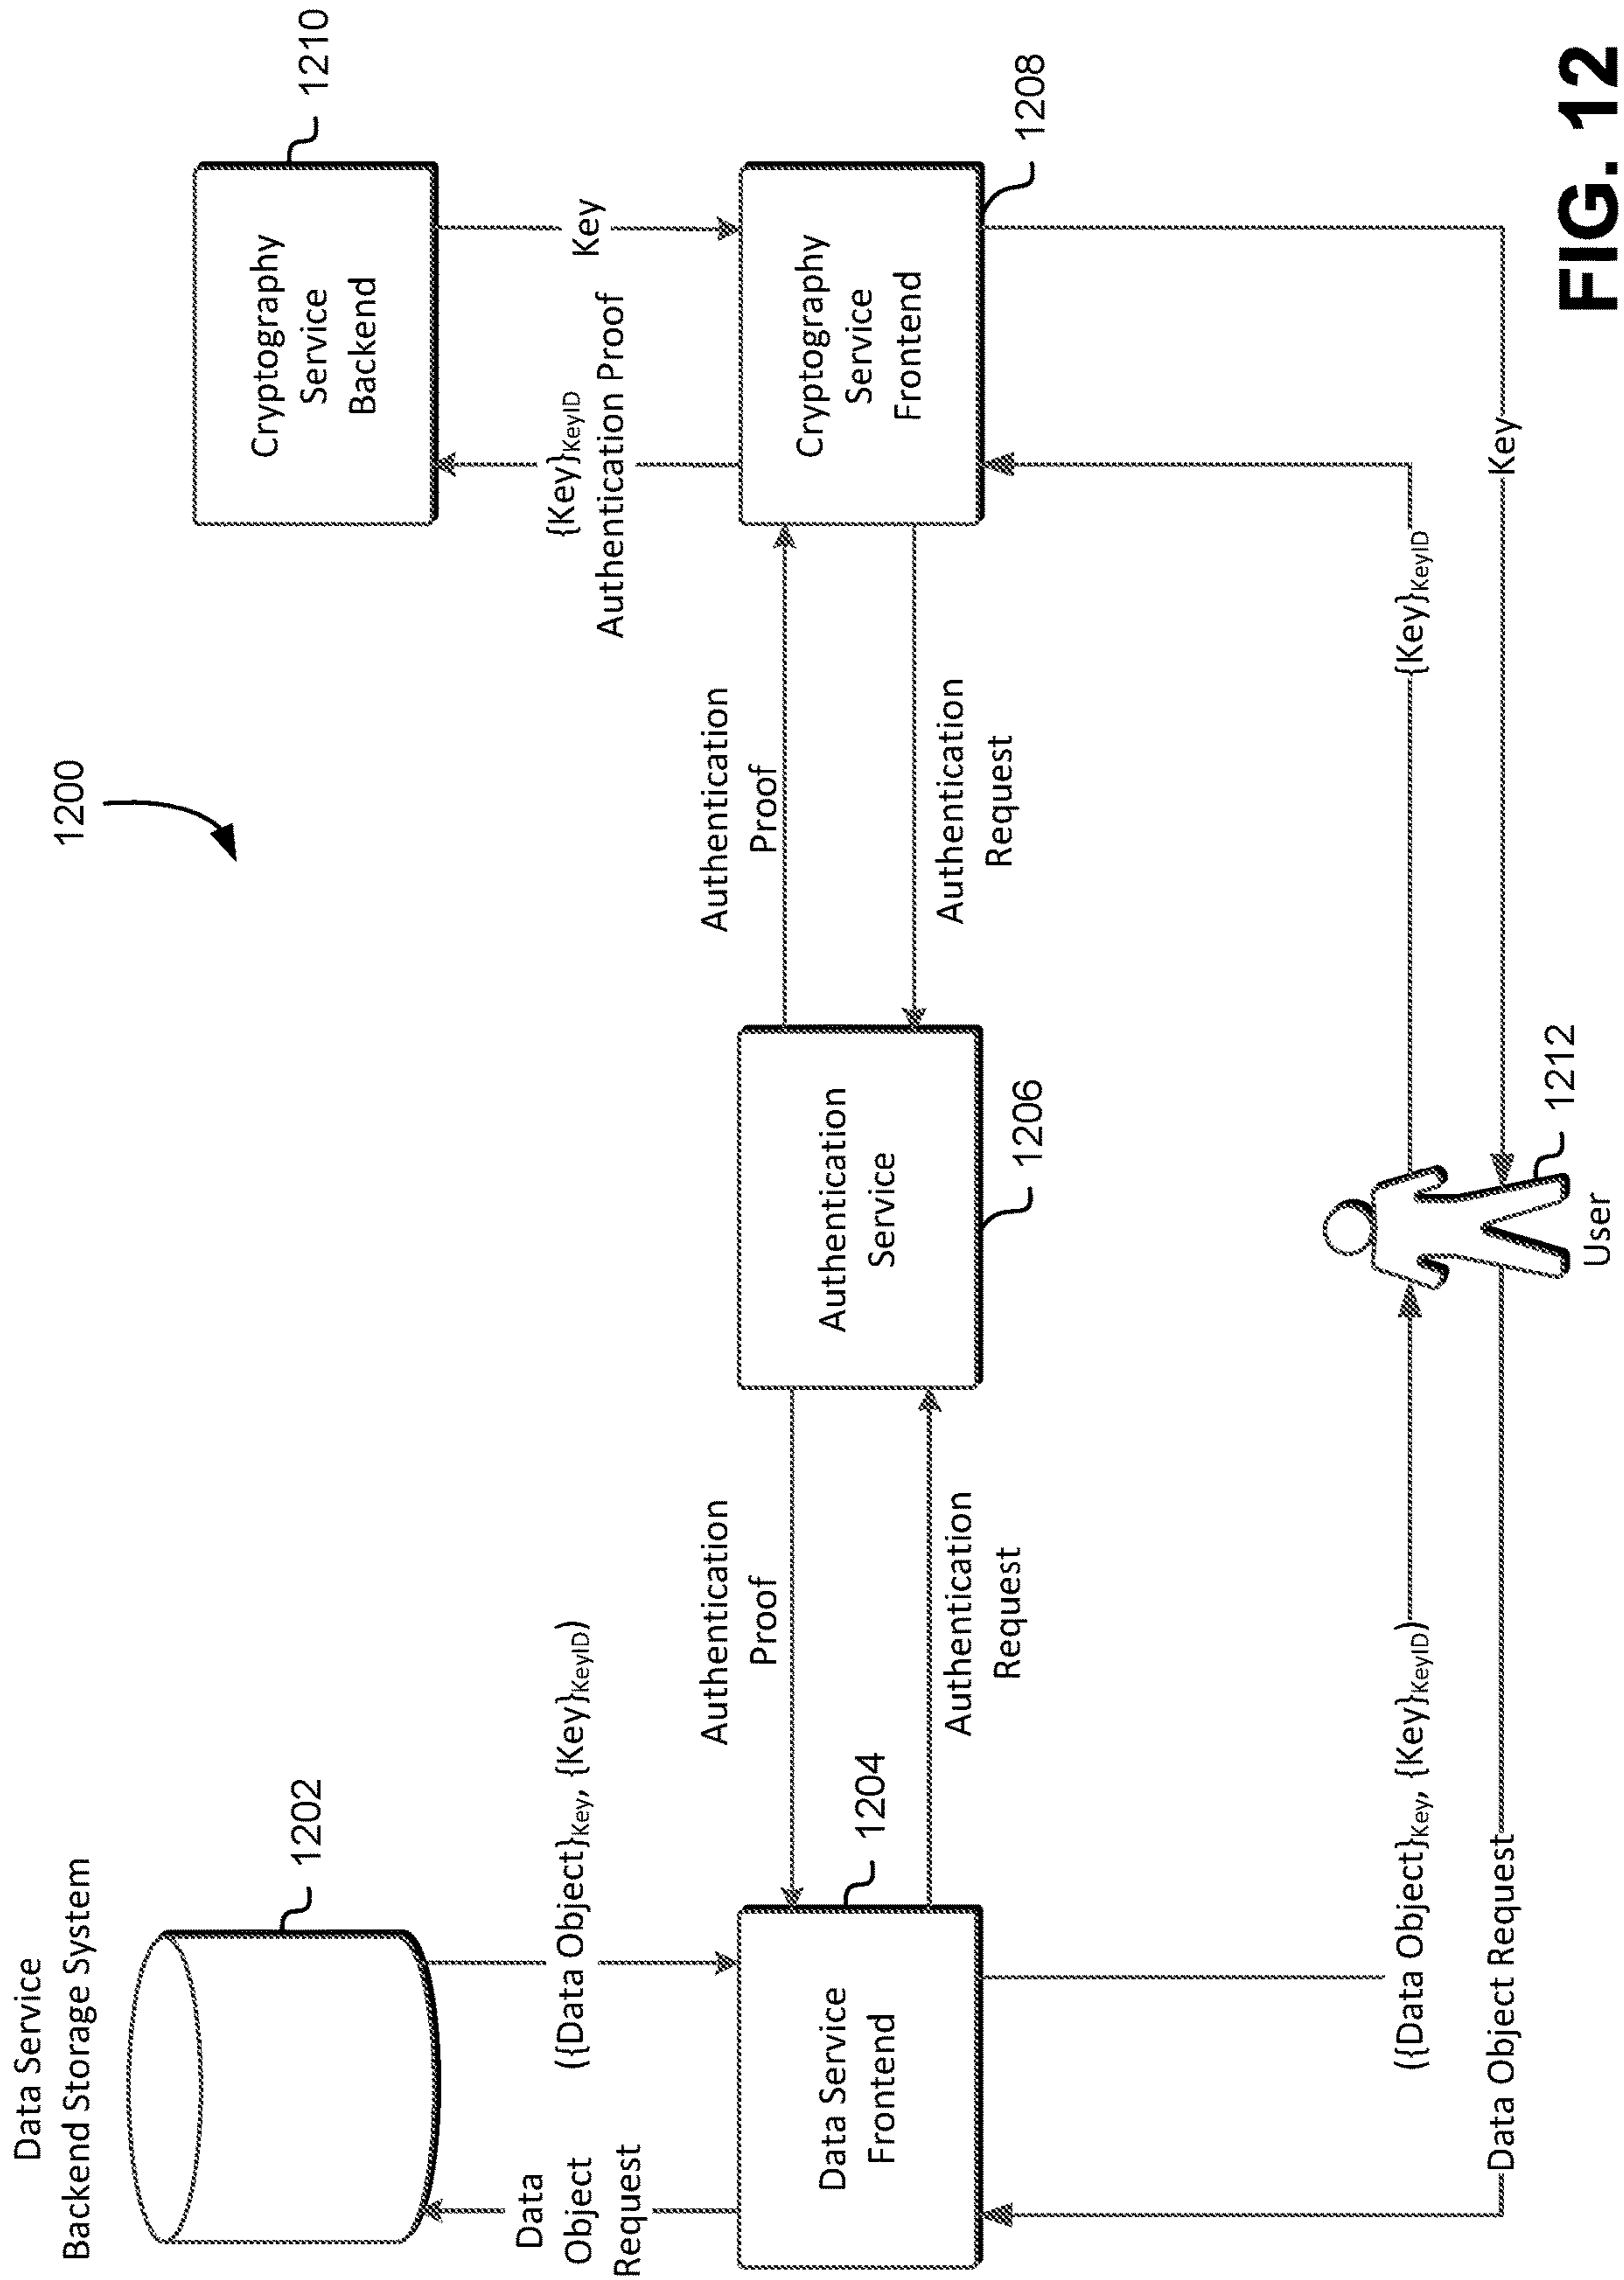 1200
Data Service
Backend Storage System
1202
1210
Cryptography
Service
Backend
Data
Object
Request
({Data Object}Key, {Key}KeyID)
{Key}KeyID
Authentication Proof
Key
Authentication
Proof
Authentication
Proof
1204
Data Service
Frontend
Authentication
Service
Cryptography
Service
Frontend
1208
Authentication
Request
1206
Authentication
Request
({Data Object}Key, {Key}KeyID)
{Key}KeyID
Data Object Request
Key
1212
User
FIG. 12